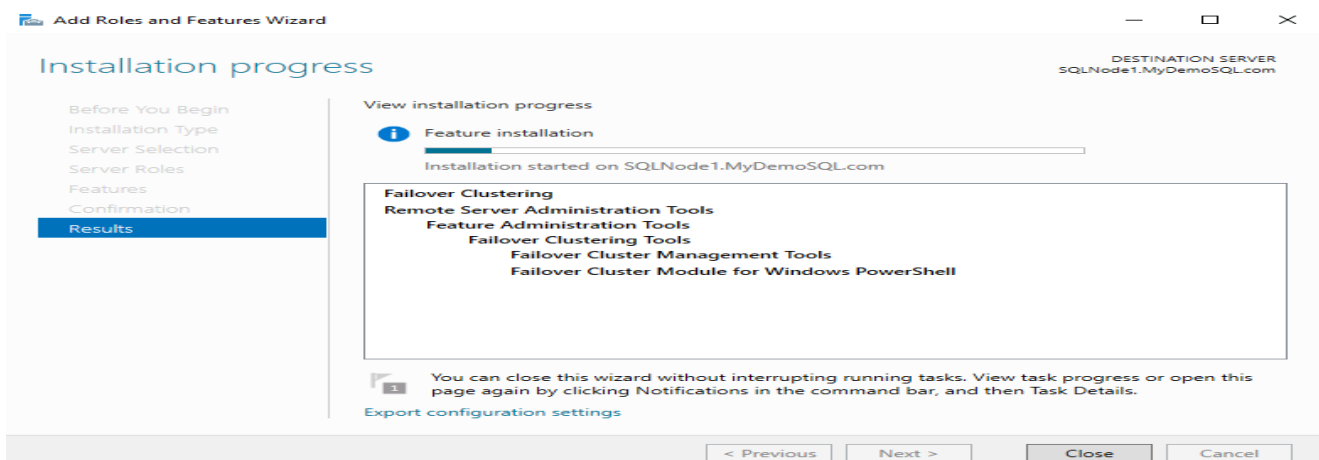 Add Roles and Features Wizard
Installation progress
DESTINATION SERVER
SQLNode1.MyDemoSQL.com
Before You Begin
Installation Type
Server Selection
Server Roles
Features
Confirmation
Results
View installation progress
Feature installation
Installation started on SQLNode1.MyDemoSQL.com
Failover Clustering
Remote Server Administration Tools
Feature Administration Tools
Failover Clustering Tools
Failover Cluster Management Tools
Failover Cluster Module for Windows PowerShell
1
You can close this wizard without interrupting running tasks. View task progress or open this
page again by clicking Notifications in the command bar, and then Task Details.
Export configuration settings
< Previous
Next >
Close
Cancel